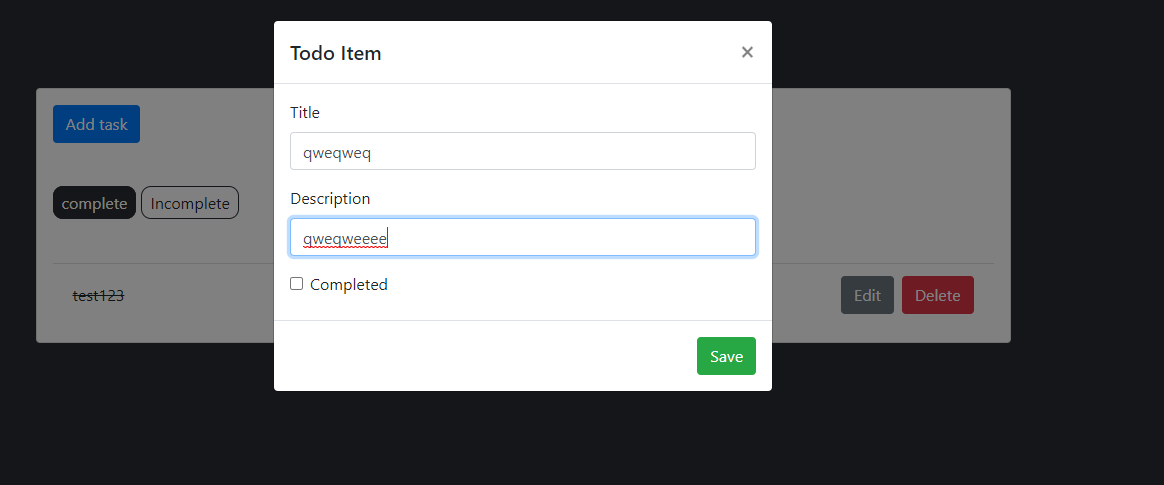 Todo Item ×
Add task
Title
qweqweq
complete Incomplete
Description
qweqweeee
Completed
test123
Edit Delete
Save